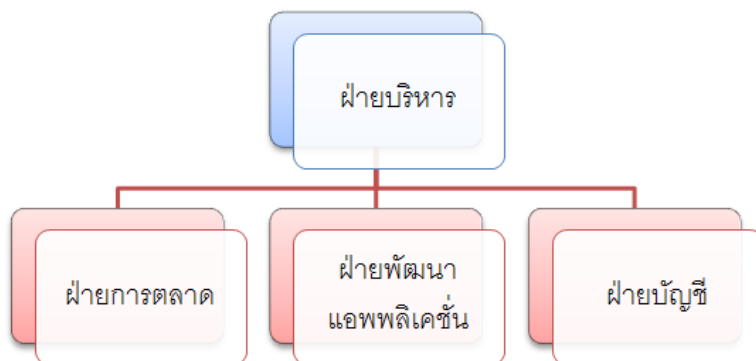 ฝ่ายบริหาร
ฝ่ายการตลาด
ฝ่ายพัฒนา
แอพพลิเคชั่น
ฝ่ายบัญชี